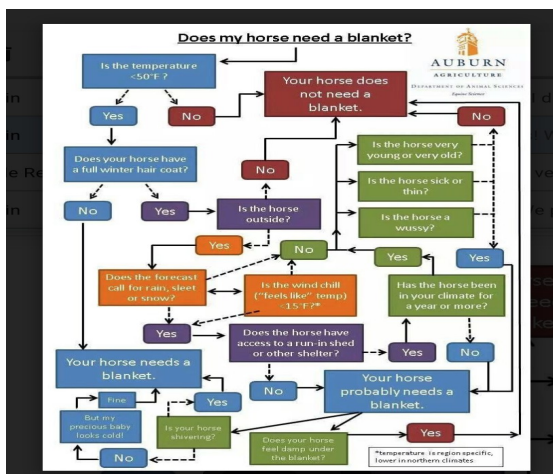 Does my horse need a blanket?
AUBURN
AGRICULTURE
DEPARTMENT OF ANIMAL SCIENCES
Equine Science
Is the temperature
<50°F ?
Your horse does
not need a
blanket.
Yes
No
No
Does your horse have
a full winter hair coat?
Is the horse very
young or very old?
No
Is the horse sick or
thin?
No
Yes
Is the horse
outside?
Is the horse a
wussy?
Yes
No
Yes
Yes
Does the forecast
call for rain, sleet
or snow?
Is the wind chill
("feels like" temp)
<15°F?*
Has the horse been
in your climate for
a year or more?
Yes
Does the horse have
access to a run-in shed
or other shelter?
Yes
No
Your horse needs a
blanket.
No
Your horse
probably needs a
blanket.
Fine
Yes
But my
precious baby
looks cold!
Is your horse
shivering?
Does your horse
feel damp under
the blanket?
Yes
No
*temperature is region specific,
lower in northern climates